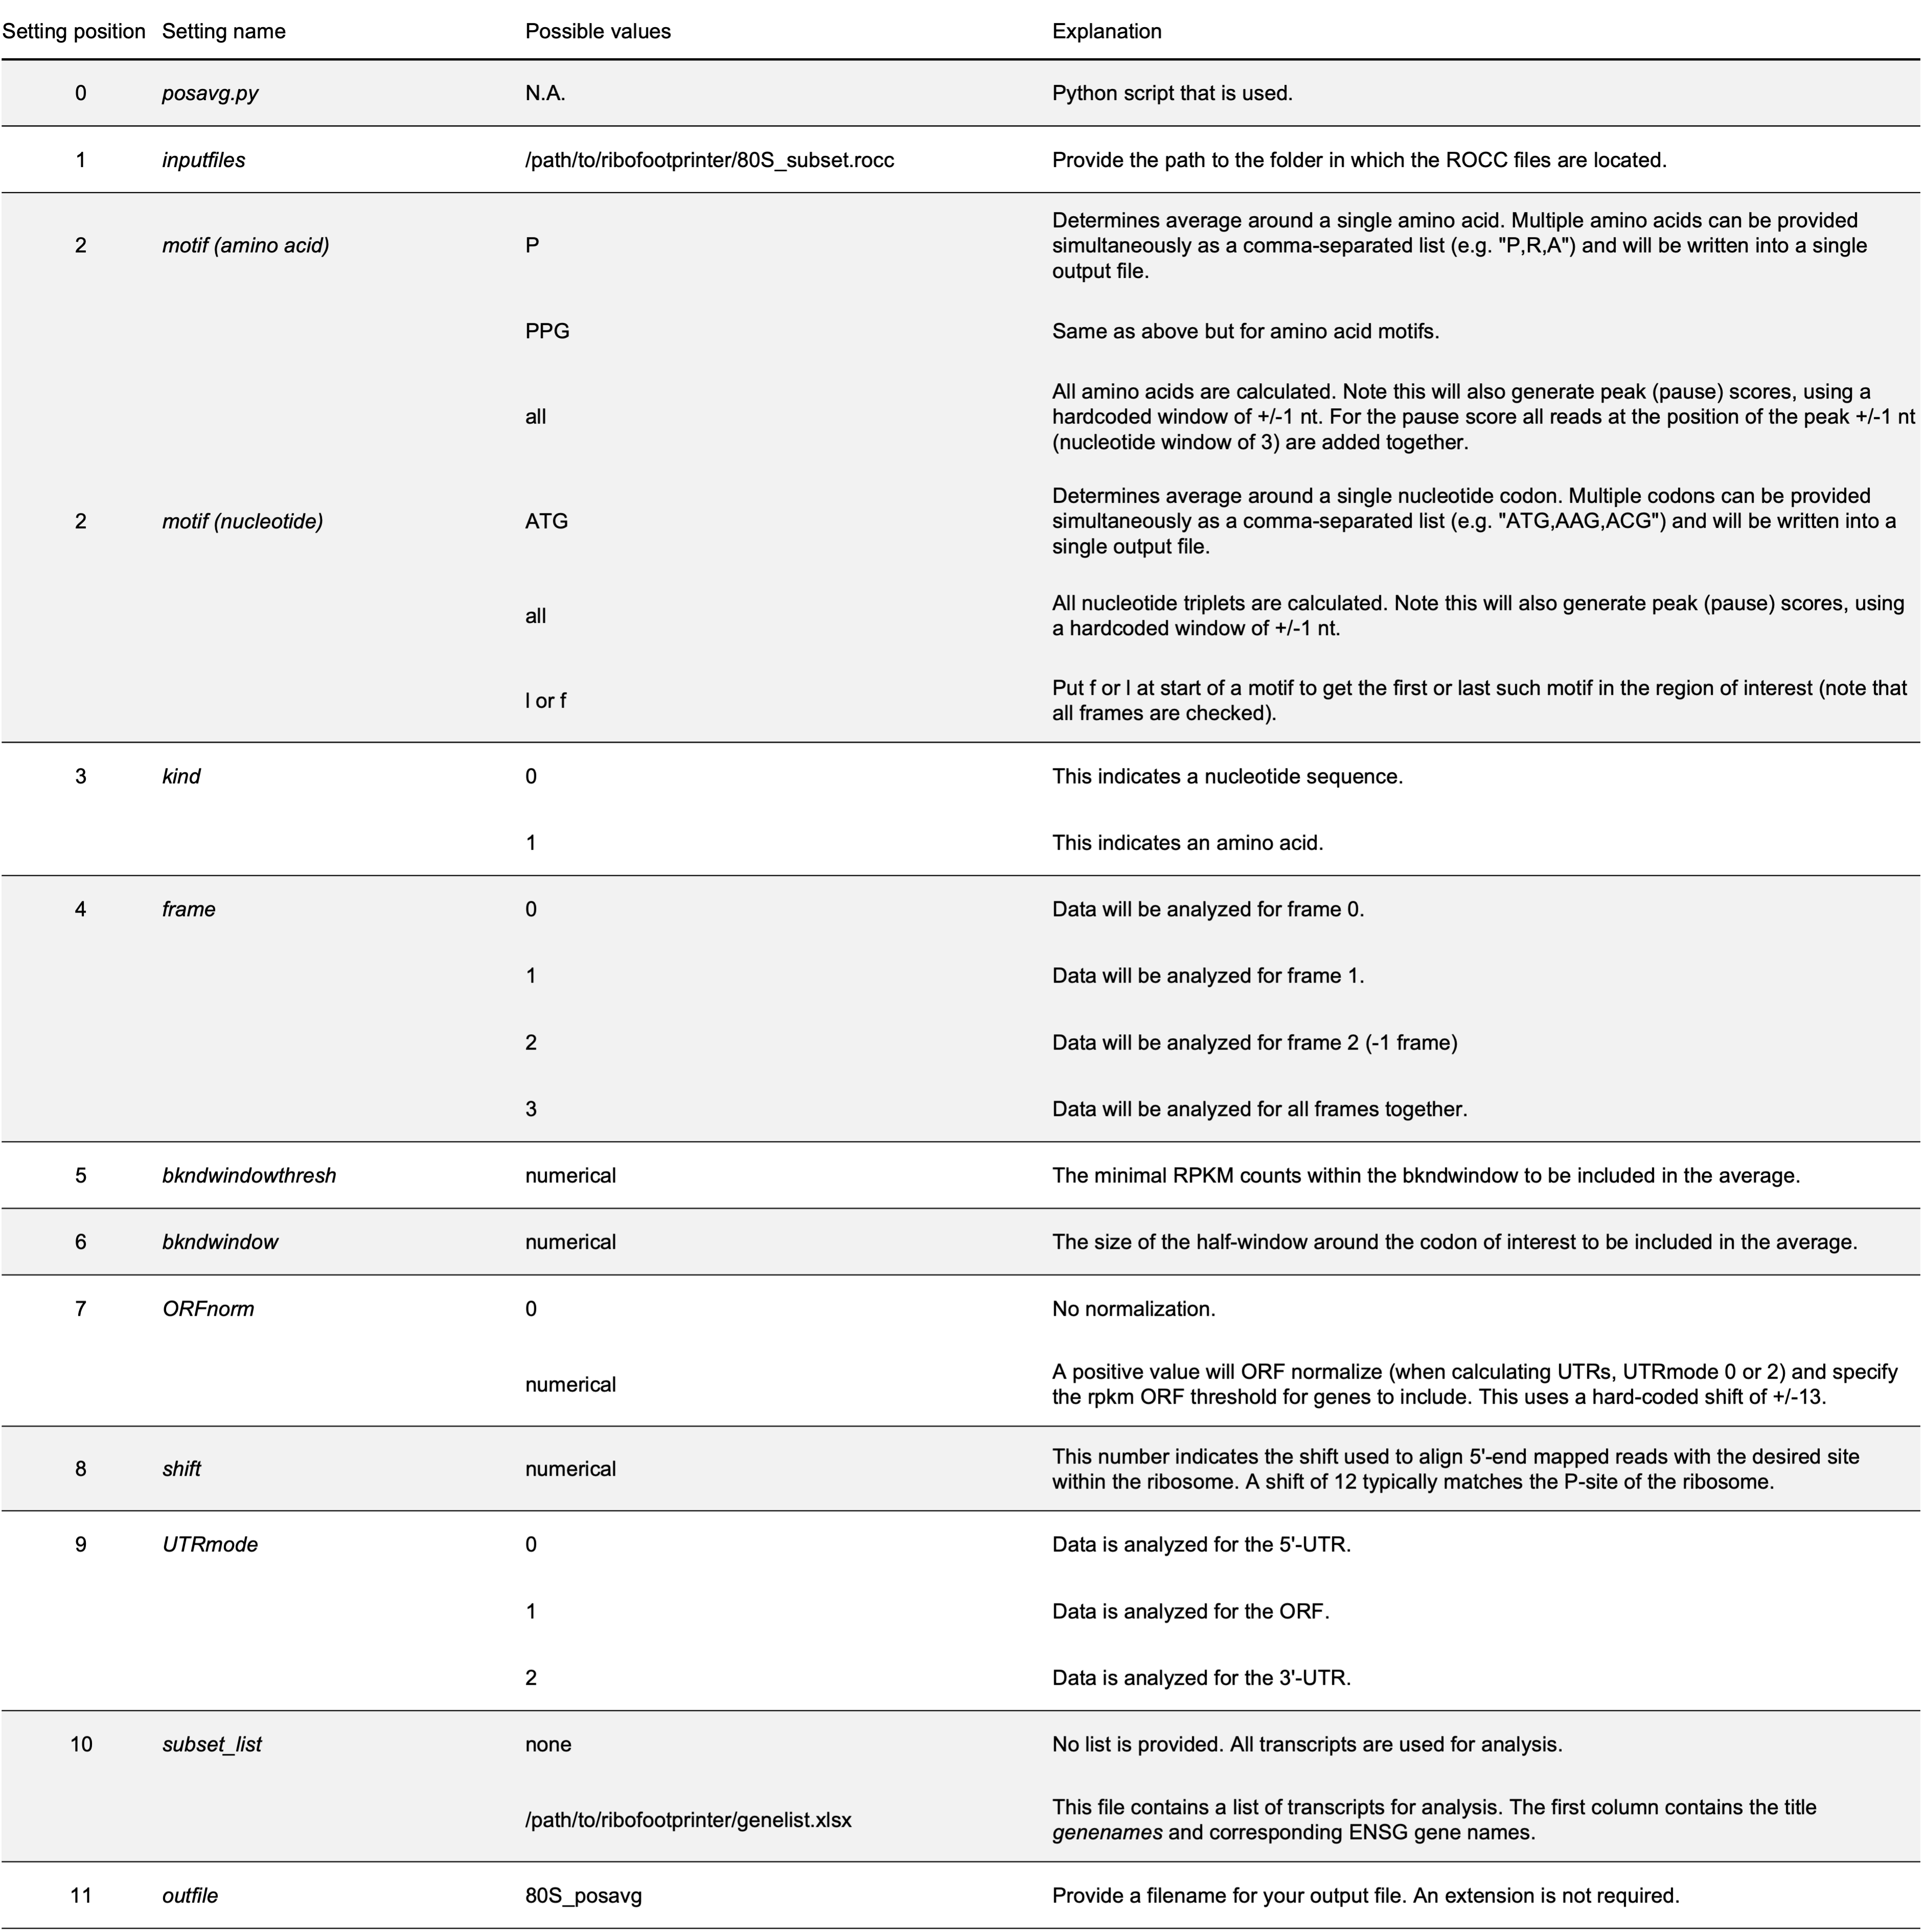 Setting position Setting name Possible values Explanation
0 posavg.py N.A. Python script that is used.
1 inputfiles /path/to/ribofootprinter/80S_subset.rocc Provide the path to the folder in which the ROCC files are located.
2 motif (amino acid) P Determines average around a single amino acid. Multiple amino acids can be provided
simultaneously as a comma-separated list (e.g. "P,R,A") and will be written into a single
output file.
PPG Same as above but for amino acid motifs.
all All amino acids are calculated. Note this will also generate peak (pause) scores, using a
hardcoded window of +/-1 nt. For the pause score all reads at the position of the peak +/-1 nt
(nucleotide window of 3) are added together.
2 motif (nucleotide) ATG Determines average around a single nucleotide codon. Multiple codons can be provided
simultaneously as a comma-separated list (e.g. "ATG,AAG,ACG") and will be written into a
single output file.
all All nucleotide triplets are calculated. Note this will also generate peak (pause) scores, using
a hardcoded window of +/-1 nt.
l or f Put f or l at start of a motif to get the first or last such motif in the region of interest (note that
all frames are checked).
3 kind 0 This indicates a nucleotide sequence.
1 This indicates an amino acid.
4 frame 0 Data will be analyzed for frame 0.
1 Data will be analyzed for frame 1.
2 Data will be analyzed for frame 2 (-1 frame)
3 Data will be analyzed for all frames together.
5 bkndwindowthresh numerical The minimal RPKM counts within the bkndwindow to be included in the average.
6 bkndwindow numerical The size of the half-window around the codon of interest to be included in the average.
7 ORFnorm 0 No normalization.
numerical A positive value will ORF normalize (when calculating UTRs, UTRmode 0 or 2) and specify
the rpkm ORF threshold for genes to include. This uses a hard-coded shift of +/-13.
8 shift numerical This number indicates the shift used to align 5'-end mapped reads with the desired site
within the ribosome. A shift of 12 typically matches the P-site of the ribosome.
9 UTRmode 0 Data is analyzed for the 5'-UTR.
1 Data is analyzed for the ORF.
2 Data is analyzed for the 3'-UTR.
10 subset_list none No list is provided. All transcripts are used for analysis.
/path/to/ribofootprinter/genelist.xlsx This file contains a list of transcripts for analysis. The first column contains the title
genenames and corresponding ENSG gene names.
11 outfile 80S_posavg Provide a filename for your output file. An extension is not required.